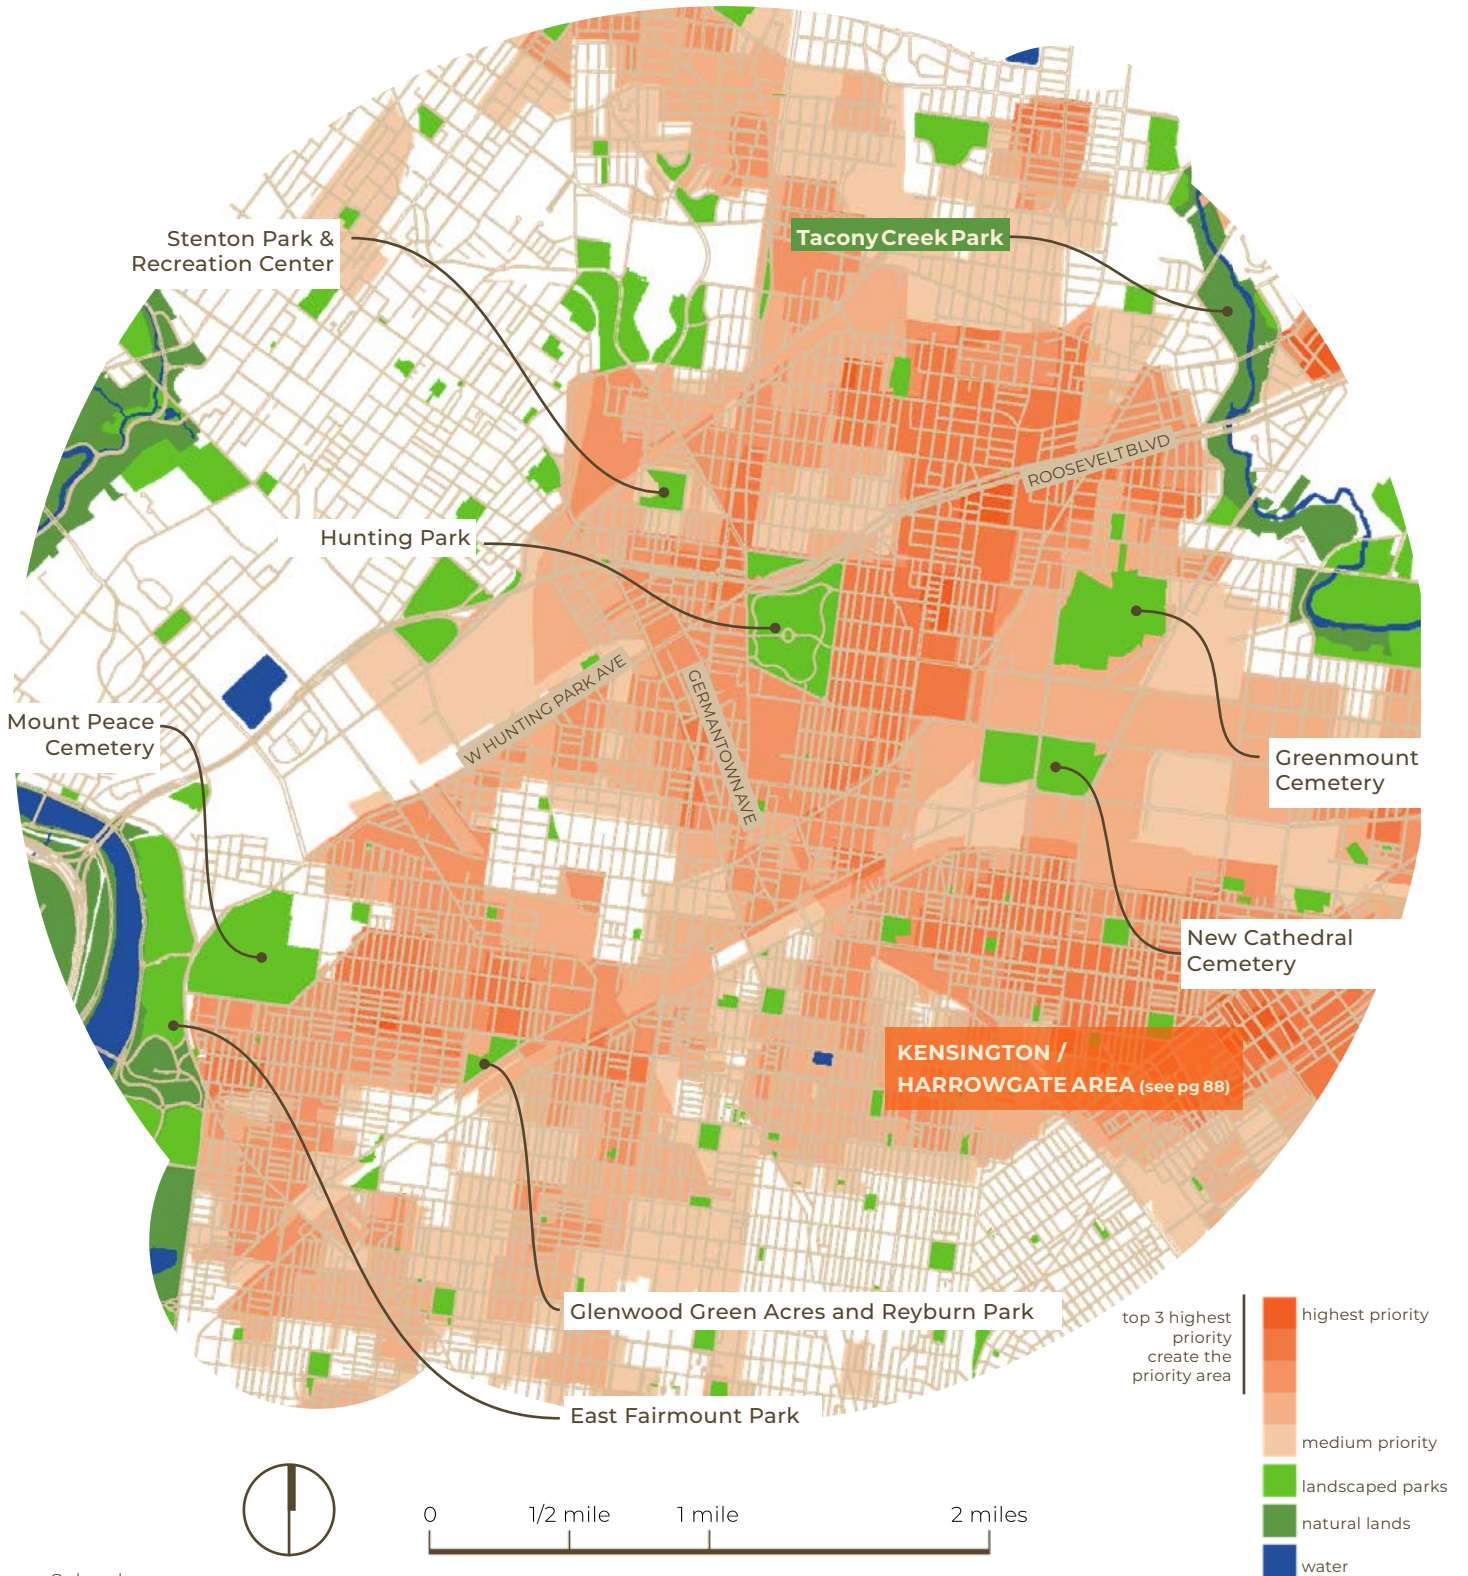 Stenton Park &
Recreation Center
Tacony Creek Park
ROOSEVELT BLVD
Hunting Park
W HUNTING PARK AVE
GERMANTOWN AVE
Mount Peace
Cemetery
Greenmount
Cemetery
New Cathedral
Cemetery
KENSINGTON /
HARROWGATE AREA (see pg 88)
Glenwood Green Acres and Reyburn Park
East Fairmount Park
top 3 highest
priority
create the
priority area
highest priority
medium priority
landscaped parks
natural lands
water
0 1/2 mile 1 mile 2 miles